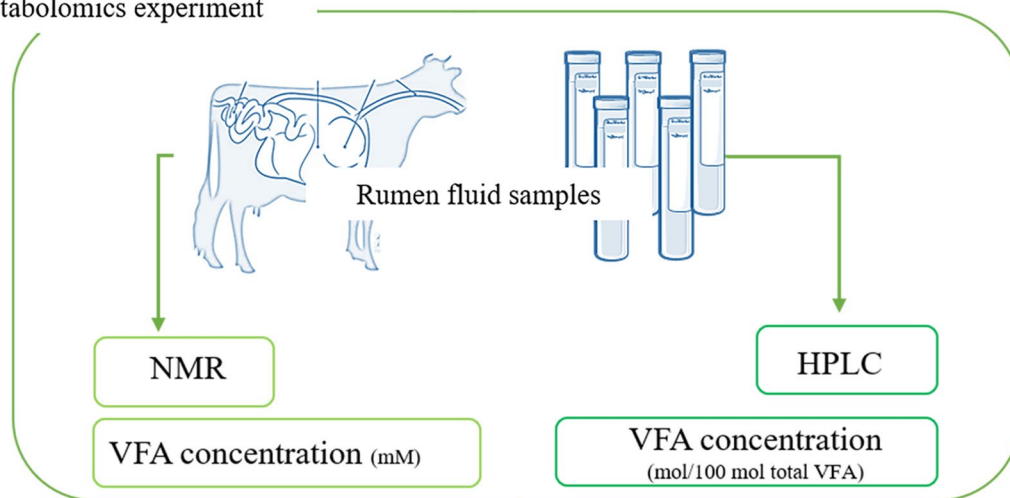 tabolomics experiment
Rumen fluid samples
NMR
HPLC
VFA concentration (mM)
VFA concentration
(mol/100 mol total VFA)